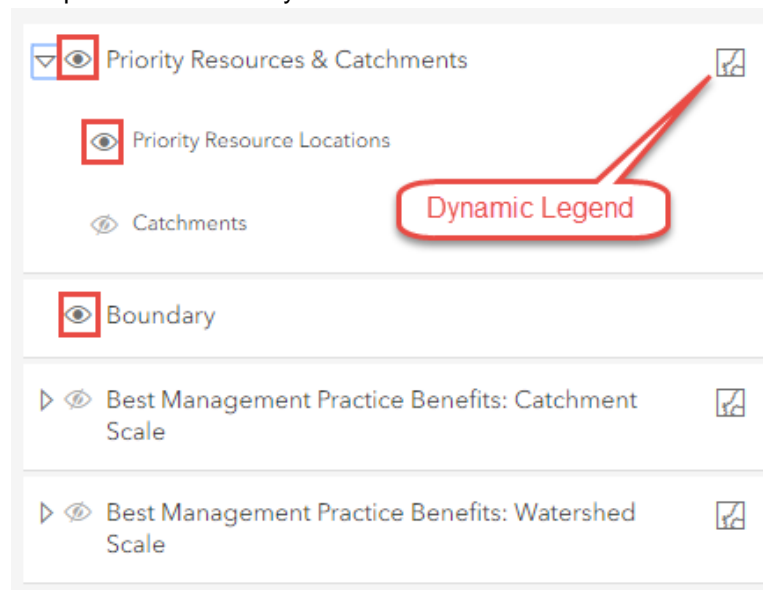 Priority Resources & Catchments
Priority Resource Locations
Dynamic Legend
Catchments
Boundary
Best Management Practice Benefits: Catchment
Scale
Best Management Practice Benefits: Watershed
Scale